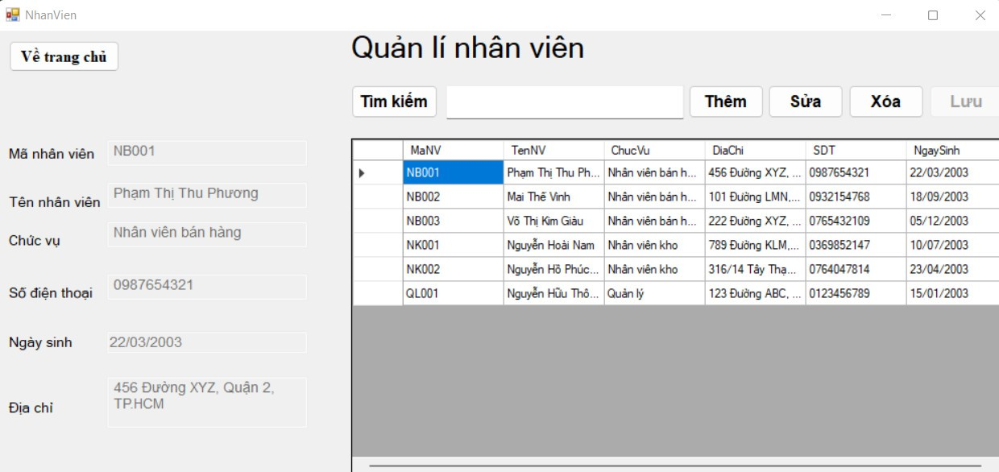 NhanVien
Về trang chủ
Quản lí nhân viên
Tìm kiếm Thêm Sửa Xóa Lưu
Mã nhân viên NB001
Tên nhân viên Phạm Thị Thu Phương
Chức vụ Nhân viên bán hàng
Số điện thoại 0987654321
Ngày sinh 22/03/2003
Địa chỉ 456 Đường XYZ, Quận 2,
TP.HCM
MaNV TenNV ChucVu DiaChi SDT NgaySinh
NB001 Phạm Thị Thu Ph... Nhân viên bán h... 456 Đường XYZ, ... 0987654321 22/03/2003
NB002 Mai Thế Vinh Nhân viên bán h... 101 Đường LMN,... 0932154768 18/09/2003
NB003 Võ Thị Kim Giàu Nhân viên bán h... 222 Đường XYZ, ... 0765432109 05/12/2003
NK001 Nguyễn Hoài Nam Nhân viên kho 789 Đường KLM,... 0369852147 10/07/2003
NK002 Nguyễn Hồ Phúc... Nhân viên kho 316/14 Tây Thạ... 0764047814 23/04/2003
QL001 Nguyễn Hữu Thô... Quản lý 123 Đường ABC, ... 0123456789 15/01/2003